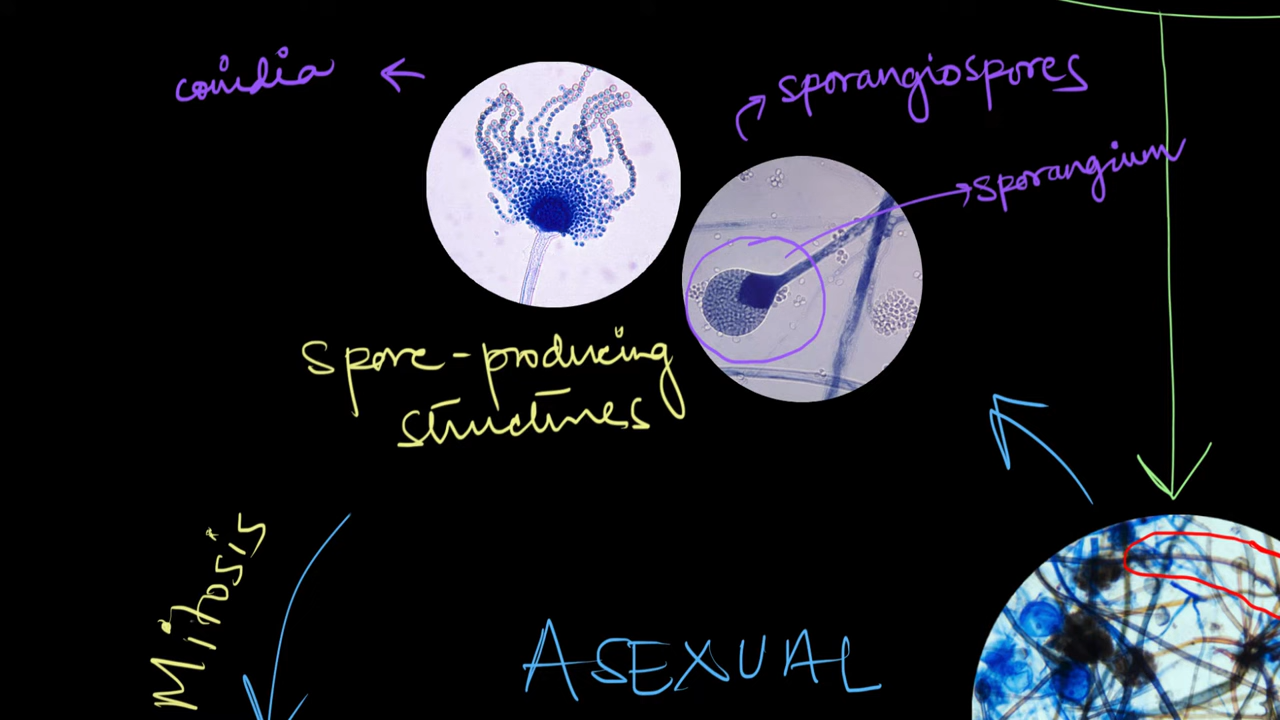 conidia
sporangiospores
sporangium
Spore-producing
structures
Mitosis
ASEXUAL